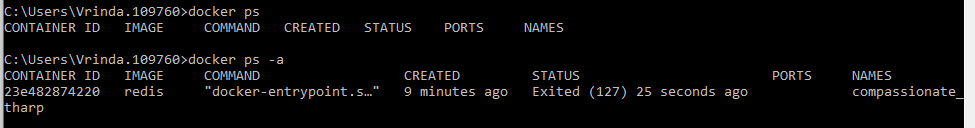 C:\Users\Vrinda.109760>docker ps
CONTAINER ID   IMAGE     COMMAND   CREATED   STATUS    PORTS     NAMES
C:\Users\Vrinda.109760>docker ps -a
CONTAINER ID   IMAGE     COMMAND                  CREATED         STATUS                        PORTS     NAMES
23e482874220   redis     "docker-entrypoint.s…"   9 minutes ago   Exited (127) 25 seconds ago             compassionate_
tharp